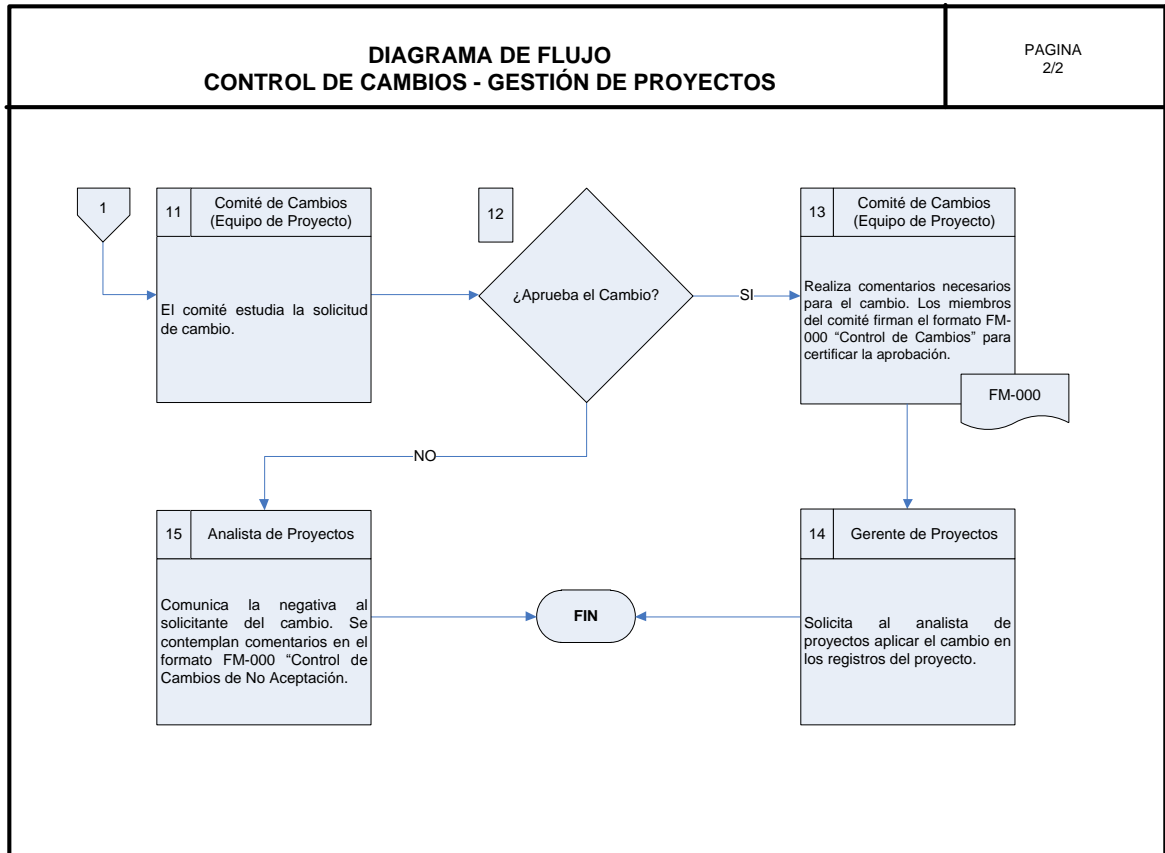 DIAGRAMA DE FLUJO
CONTROL DE CAMBIOS - GESTIÓN DE PROYECTOS
PAGINA
2/2
1
11
Comité de Cambios
(Equipo de Proyecto)
El comité estudia la solicitud
de cambio.
12
¿Aprueba el Cambio?
SI
13
Comité de Cambios
(Equipo de Proyecto)
Realiza comentarios necesarios
para el cambio. Los miembros
del comité firman el formato FM-
000 “Control de Cambios” para
certificar la aprobación.
FM-000
NO
15
Analista de Proyectos
Comunica la negativa al
solicitante del cambio. Se
contemplan comentarios en el
formato FM-000 “Control de
Cambios de No Aceptación.
FIN
14
Gerente de Proyectos
Solicita al analista de
proyectos aplicar el cambio en
los registros del proyecto.